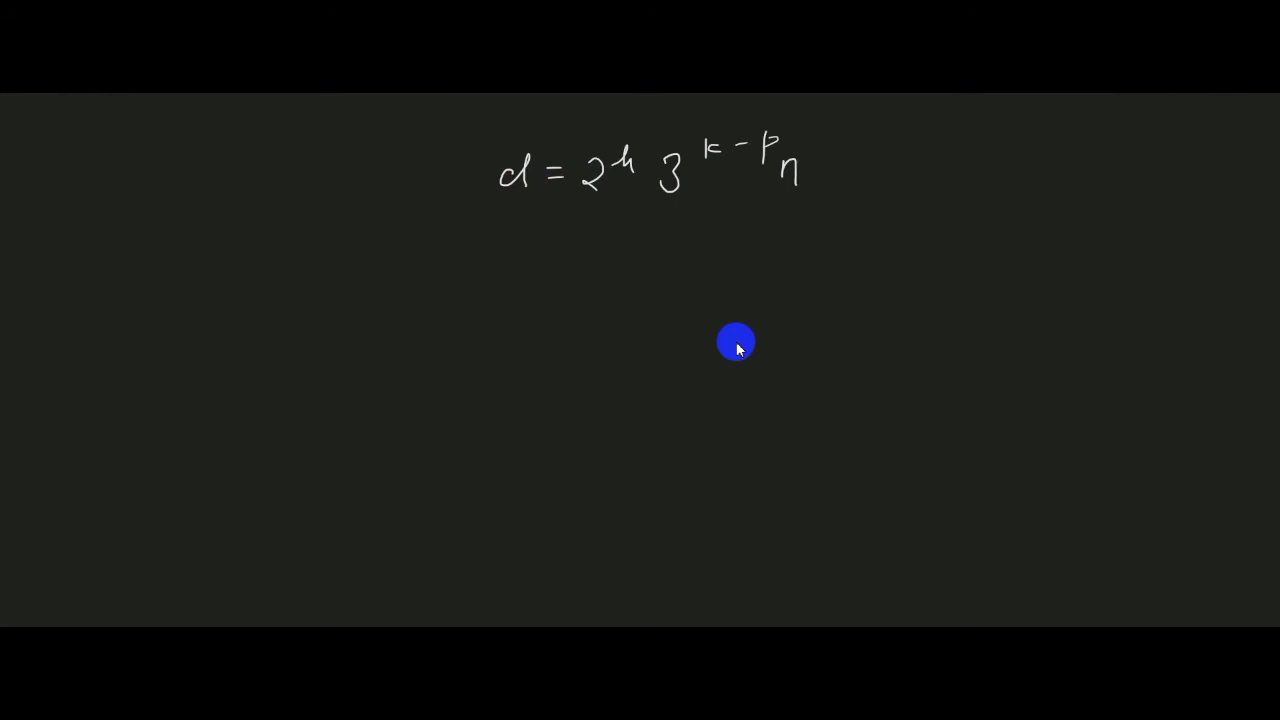 d = 2^h 3^{k-p} n